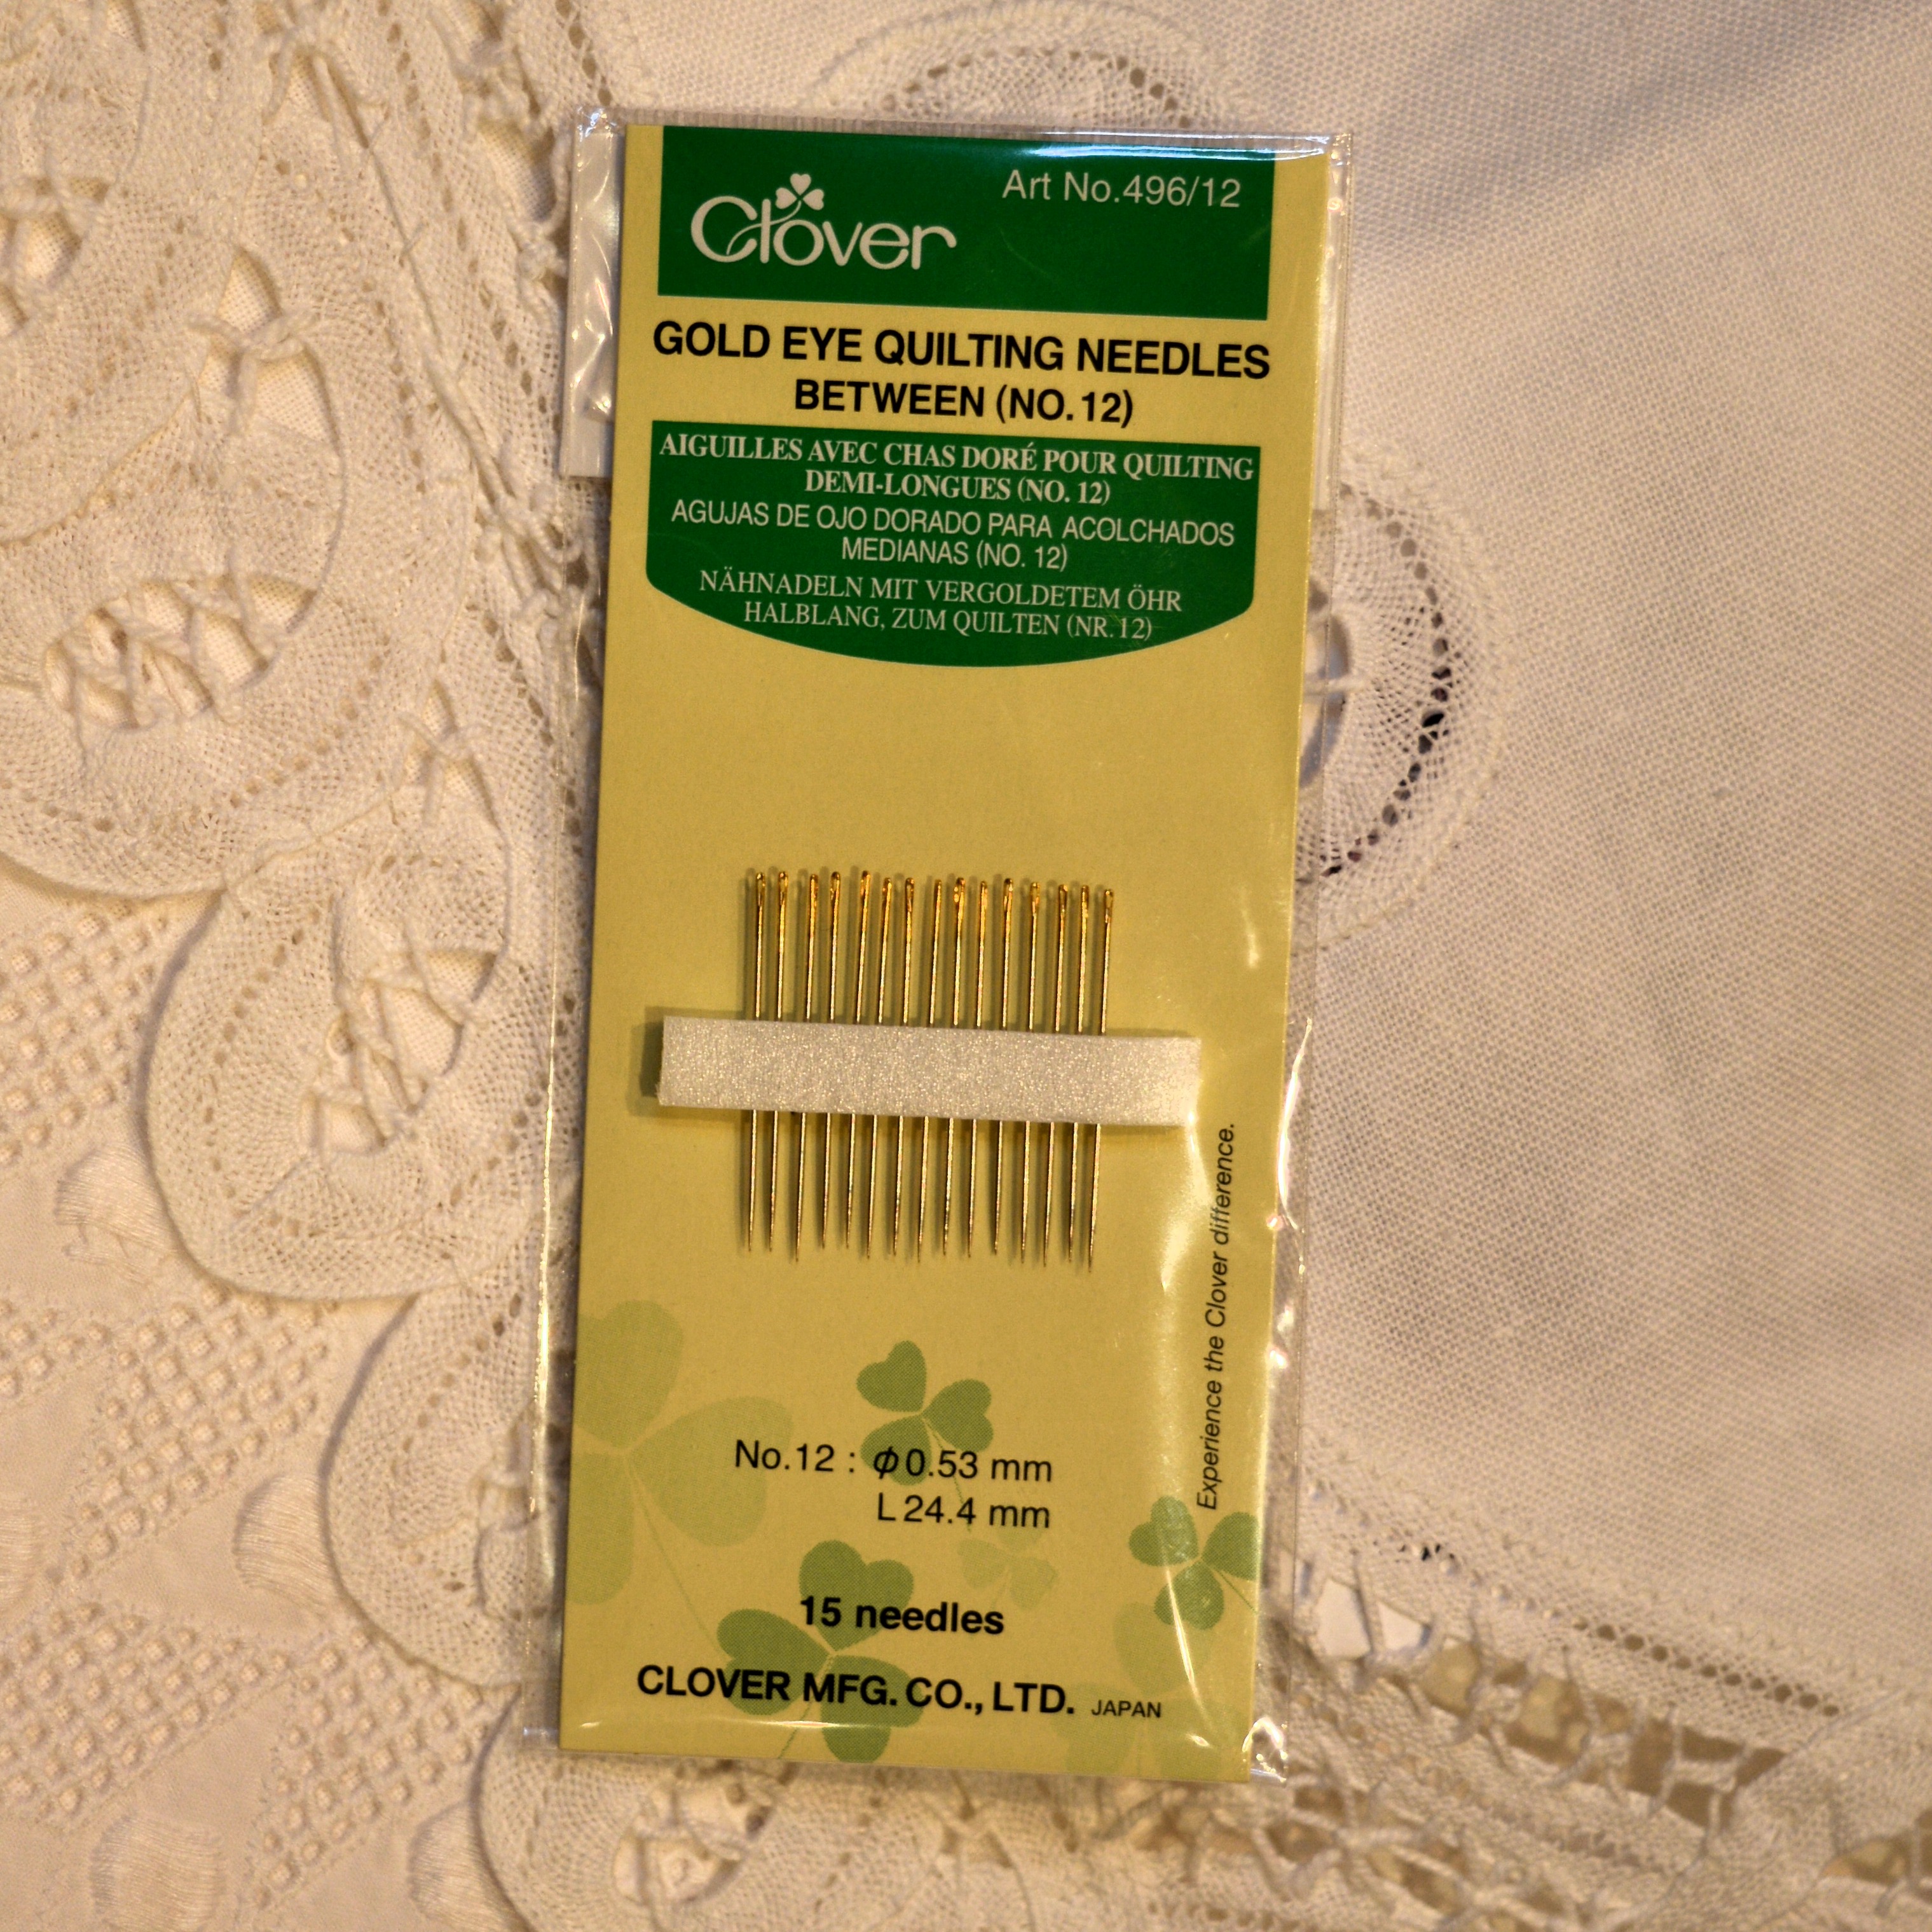 Clover
Art No.496/12
GOLD EYE QUILTING NEEDLES
BETWEEN (NO.12)
AIGUILLES AVEC CHAS DORÉ POUR QUILTING
DEMI-LONGUES (NO. 12)
AGUJAS DE OJO DORADO PARA ACOLCHADOS
MEDIANAS (NO. 12)
NÄHNADELN MIT VERGOLDETEM ÖHR
HALBLANG, ZUM QUILTEN (NR.12)
Experience the Clover difference.
No.12 : ϕ0.53 mm
L 24.4 mm
15 needles
CLOVER MFG. CO., LTD. JAPAN